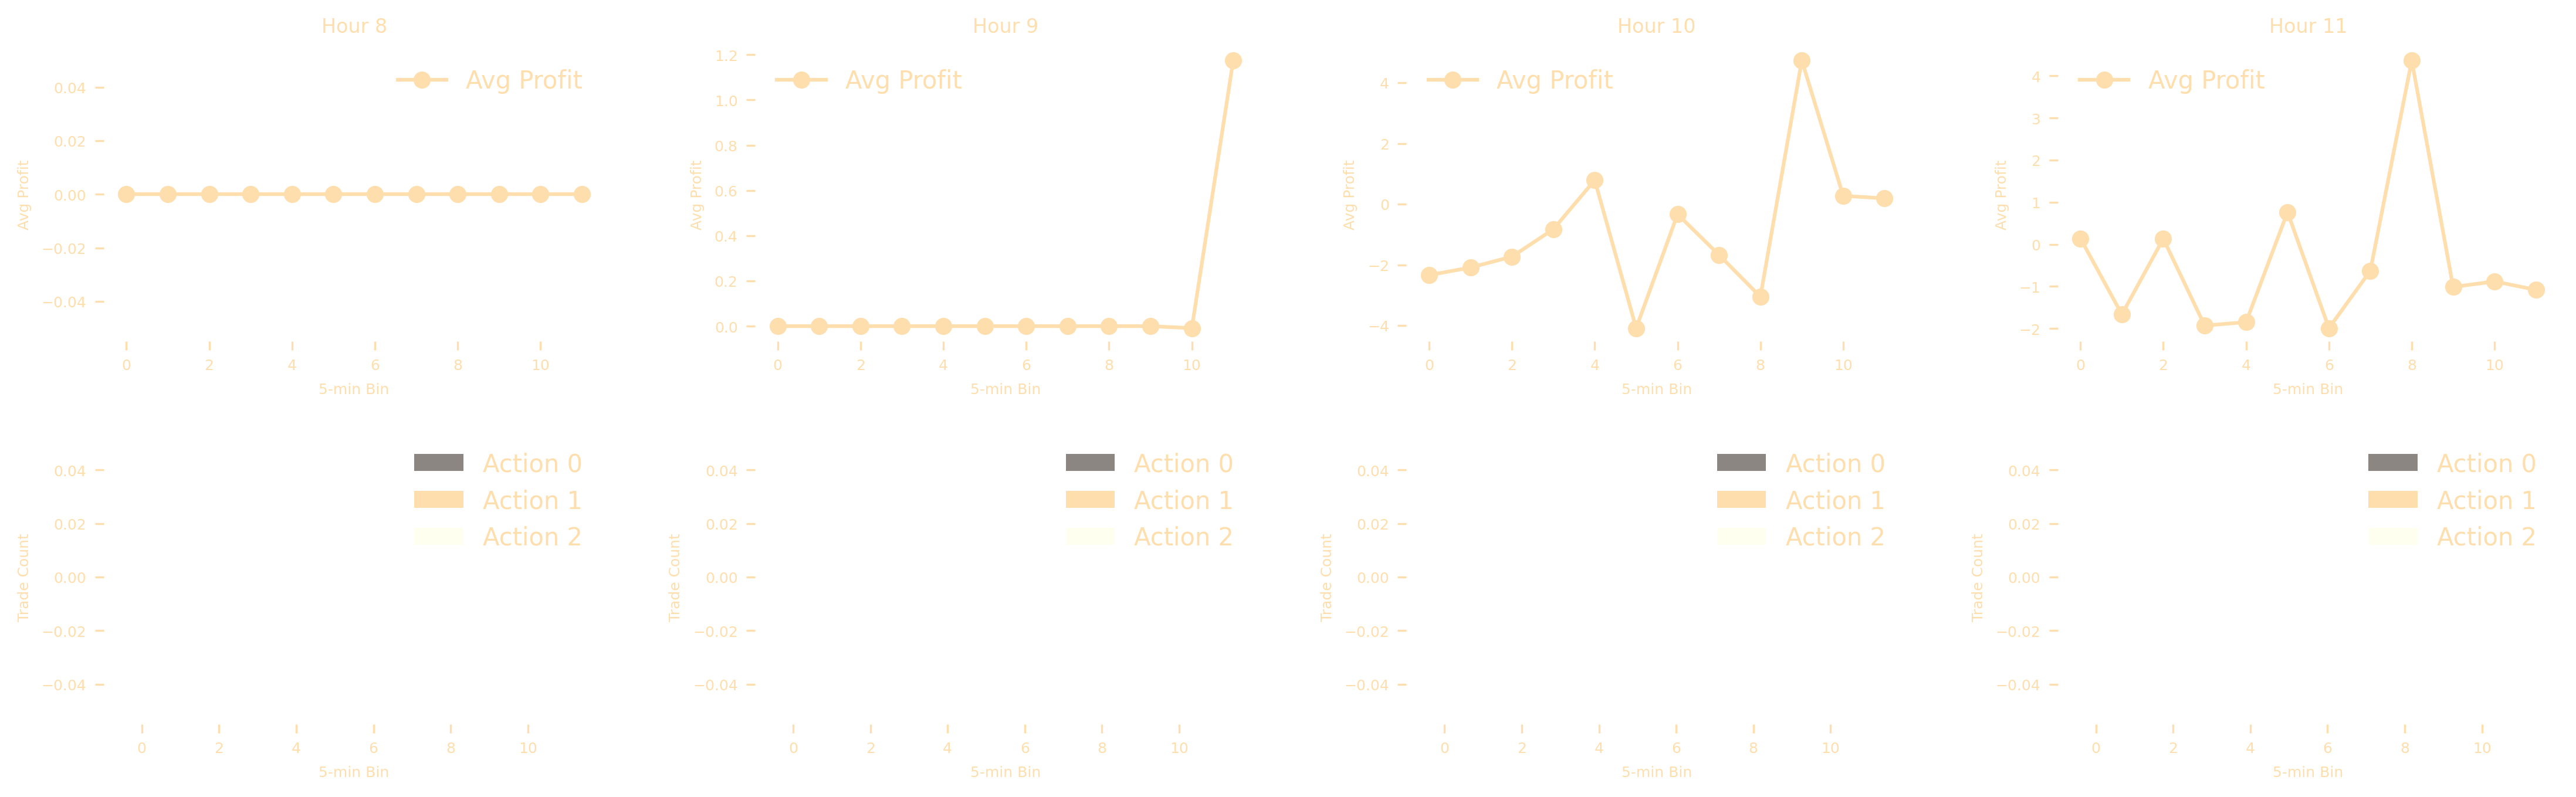 Hour 8
Avg Profit
0.04
0.02
0.00
−0.02
−0.04
Avg Profit
0 2 4 6 8 10
5-min Bin
Hour 9
Avg Profit
1.2
1.0
0.8
0.6
0.4
0.2
0.0
Avg Profit
0 2 4 6 8 10
5-min Bin
Hour 10
Avg Profit
4
2
0
−2
−4
Avg Profit
0 2 4 6 8 10
5-min Bin
Hour 11
Avg Profit
4
3
2
1
0
−1
−2
Avg Profit
0 2 4 6 8 10
5-min Bin
Trade Count
0.04
0.02
0.00
−0.02
−0.04
Action 0
Action 1
Action 2
0 2 4 6 8 10
5-min Bin
Trade Count
0.04
0.02
0.00
−0.02
−0.04
Action 0
Action 1
Action 2
0 2 4 6 8 10
5-min Bin
Trade Count
0.04
0.02
0.00
−0.02
−0.04
Action 0
Action 1
Action 2
0 2 4 6 8 10
5-min Bin
Trade Count
0.04
0.02
0.00
−0.02
−0.04
Action 0
Action 1
Action 2
0 2 4 6 8 10
5-min Bin